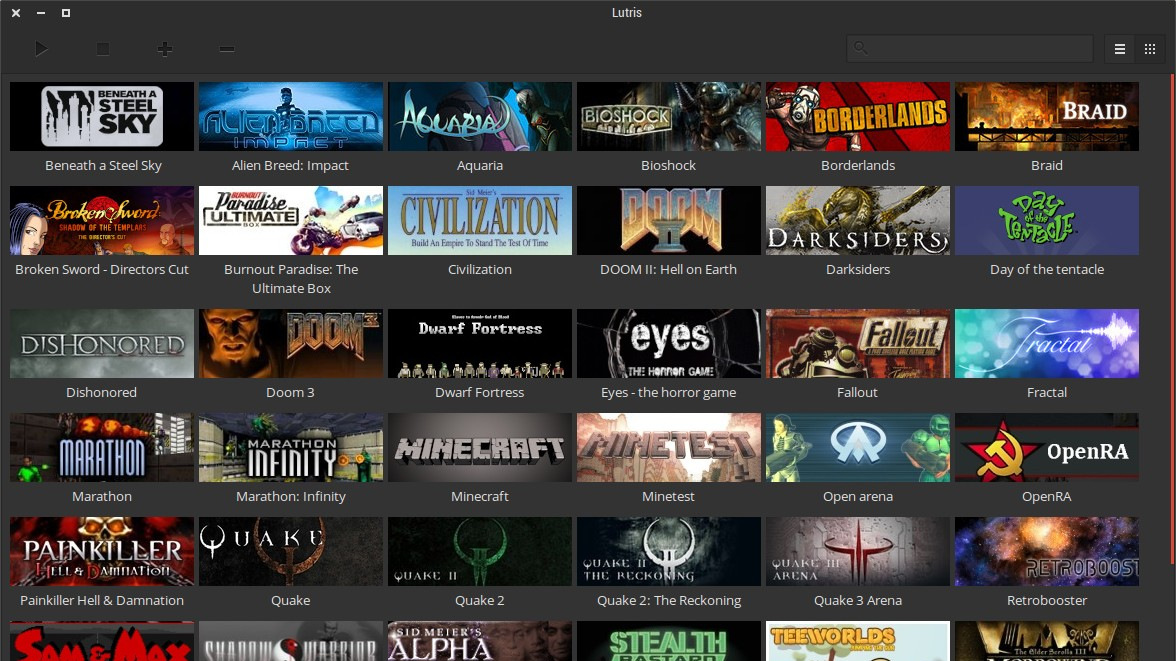 Lutris
BENEATH A
STEEL
SKY
ALIEN BREED
IMPACT
AQUARIA
BIOSHOCK
BORDERLANDS
BRAID
Beneath a Steel Sky
Alien Breed: Impact
Aquaria
Bioshock
Borderlands
Braid
Broken Sword
SHADOW OF THE TEMPLARS
THE DIRECTOR'S CUT
BURNOUT
Paradise
ULTIMATE
BOX
Sid Meier's
CIVILIZATION
Build An Empire To Stand The Test Of Time
DOOM
II
DARKSIDERS
Day
of the
Tentacle
Broken Sword - Directors Cut
Burnout Paradise: The
Ultimate Box
Civilization
DOOM II: Hell on Earth
Darksiders
Day of the tentacle
DISHONORED
DOOM 3
Slaves to Armok: God of Blood
Dwarf Fortress
eyes
THE HORROR GAME
Fallout
Fractal
Dishonored
Doom 3
Dwarf Fortress
Eyes - the horror game
Fallout
Fractal
MARATHON
MARATHON
INFINITY
MINECRAFT
MINETEST
OpenRA
Marathon
Marathon: Infinity
Minecraft
Minetest
Open arena
OpenRA
PAINKILLER
HELL & DAMNATION
QUAKE
QUAKE II
QUAKE II
THE RECKONING
QUAKE III
ARENA
RETROBOOST
Painkiller Hell & Damnation
Quake
Quake 2
Quake 2: The Reckoning
Quake 3 Arena
Retrobooster
SAM & MAX
SHADOW WARRIOR
SID MEIER'S
ALPHA
STEALTH
BASTARD
TEEWORLDS
The Elder Scrolls III
MORROWIND